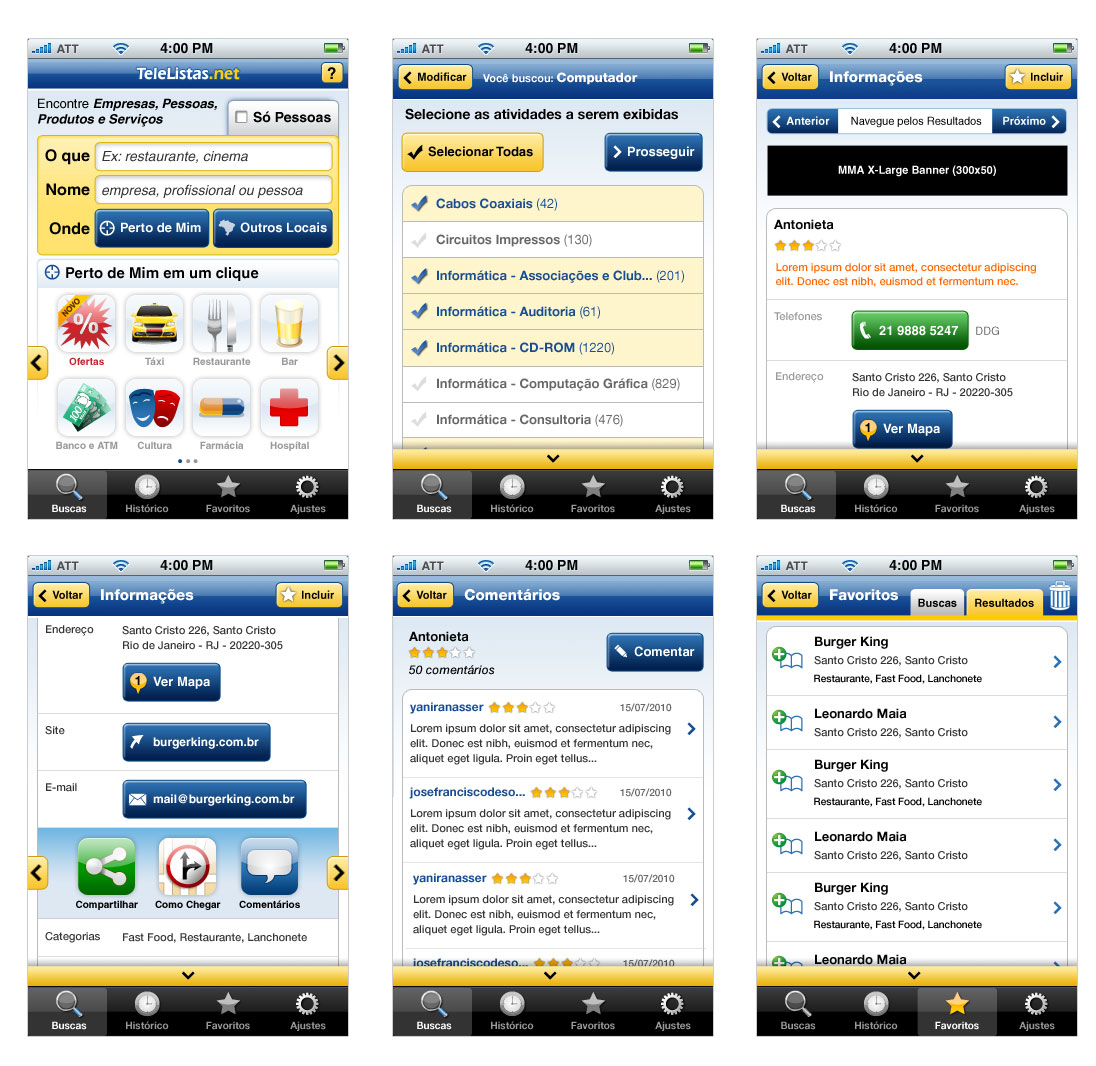 ATT 4:00 PM
TeleListas.net ?
Encontre Empresas, Pessoas,
Produtos e Serviços
Só Pessoas
O que Ex: restaurante, cinema
Nome empresa, profissional ou pessoa
Onde Perto de Mim Outros Locais
Perto de Mim em um clique
NOVO %
Ofertas Táxi Restaurante Bar
100
Banco e ATM Cultura Farmácia Hospítal
Buscas Histórico Favoritos Ajustes
ATT 4:00 PM
Modificar Você buscou: Computador
Selecione as atividades a serem exibidas
Selecionar Todas Prosseguir
Cabos Coaxiais (42)
Circuitos Impressos (130)
Informática - Associações e Club... (201)
Informática - Auditoria (61)
Informática - CD-ROM (1220)
Informática - Computação Gráfica (829)
Informática - Consultoria (476)
Buscas Histórico Favoritos Ajustes
ATT 4:00 PM
Voltar Informações Incluir
Anterior Navegue pelos Resultados Próximo
MMA X-Large Banner (300x50)
Antonieta
Lorem ipsum dolor sit amet, consectetur adipiscing
elit. Donec est nibh, euismod et fermentum nec.
Telefones 21 9888 5247 DDG
Endereço Santo Cristo 226, Santo Cristo
Rio de Janeiro - RJ - 20220-305
1 Ver Mapa
Buscas Histórico Favoritos Ajustes
ATT 4:00 PM
Voltar Informações Incluir
Endereço Santo Cristo 226, Santo Cristo
Rio de Janeiro - RJ - 20220-305
1 Ver Mapa
Site burgerking.com.br
E-mail mail@burgerking.com.br
Compartilhar Como Chegar Comentários
Categorias Fast Food, Restaurante, Lanchonete
Buscas Histórico Favoritos Ajustes
ATT 4:00 PM
Voltar Comentários
Antonieta
50 comentários
Comentar
yaniranasser 15/07/2010
Lorem ipsum dolor sit amet, consectetur adipiscing
elit. Donec est nibh, euismod et fermentum nec,
aliquet eget ligula. Proin eget tellus...
josefranciscodeso... 15/07/2010
Lorem ipsum dolor sit amet, consectetur adipiscing
elit. Donec est nibh, euismod et fermentum nec,
aliquet eget ligula. Proin eget tellus...
yaniranasser 15/07/2010
Lorem ipsum dolor sit amet, consectetur adipiscing
elit. Donec est nibh, euismod et fermentum nec,
aliquet eget ligula. Proin eget tellus...
josefranciscodeso... 15/07/2010
Buscas Histórico Favoritos Ajustes
ATT 4:00 PM
Voltar Favoritos Buscas Resultados
Burger King
Santo Cristo 226, Santo Cristo
Restaurante, Fast Food, Lanchonete
Leonardo Maia
Santo Cristo 226, Santo Cristo
Burger King
Santo Cristo 226, Santo Cristo
Restaurante, Fast Food, Lanchonete
Leonardo Maia
Santo Cristo 226, Santo Cristo
Burger King
Santo Cristo 226, Santo Cristo
Restaurante, Fast Food, Lanchonete
Leonardo Maia
Buscas Histórico Favoritos Ajustes